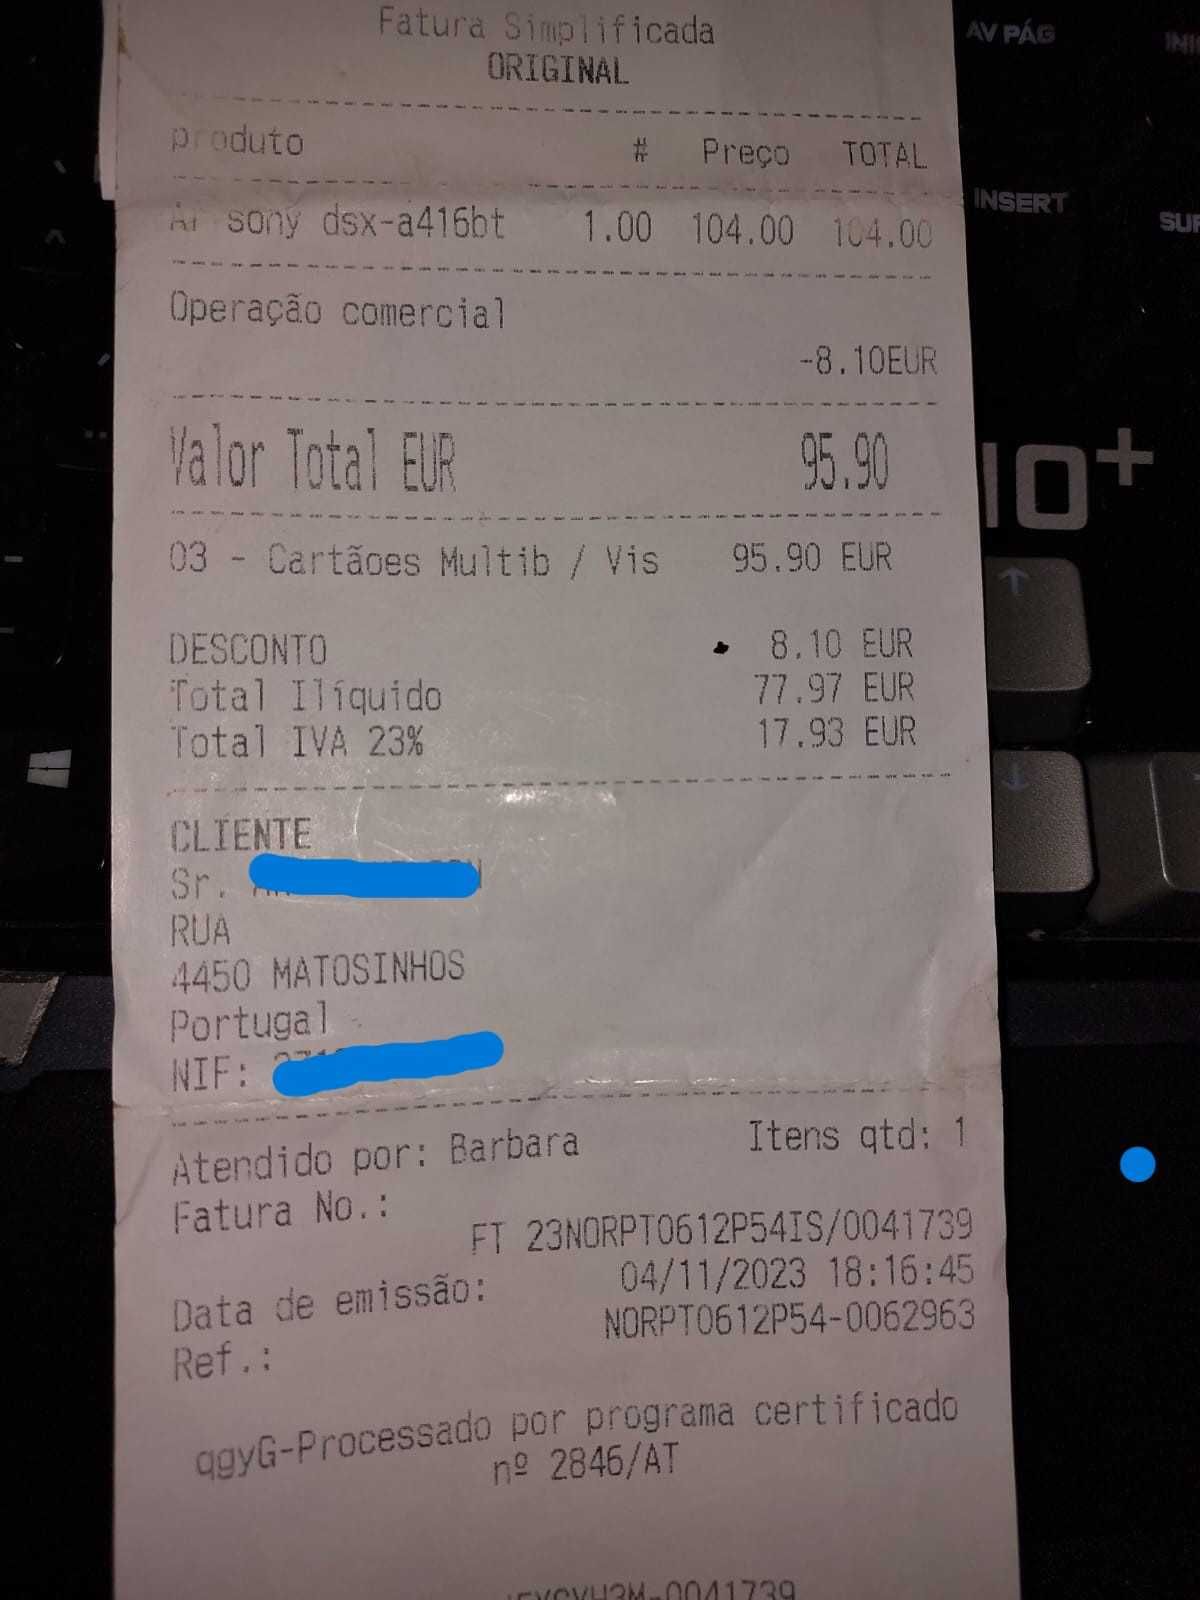 Fatura Simplificada
ORIGINAL
produto # Preço TOTAL
sony dsx-a416bt 1.00 104.00 104.00
Operação comercial
-8.10EUR
Valor Total EUR 95.90
03 - Cartãoes Multib / Vis 95.90 EUR
DESCONTO 8.10 EUR
Total Ilíquido 77.97 EUR
Total IVA 23% 17.93 EUR
CLIENTE
Sr.
RUA
4450 MATOSINHOS
Portugal
NIF:
Atendido por: Barbara Itens qtd: 1
Fatura No.:
FT 23NORPT0612P54IS/0041739
Data de emissão: 04/11/2023 18:16:45
Ref.: NORPT0612P54-0062963
qgyG-Processado por programa certificado
nº 2846/AT
AV PÁG
INSERT
10+